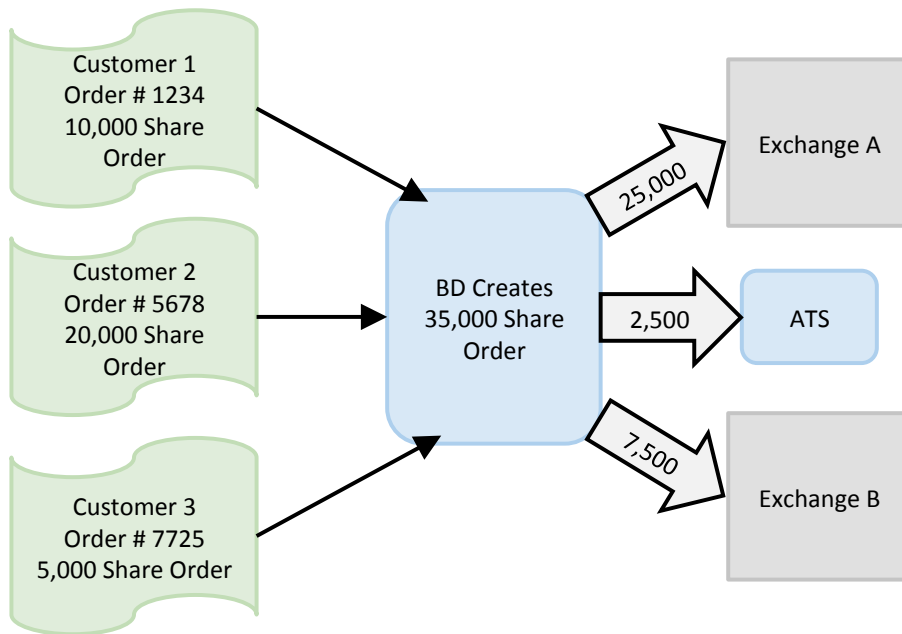 Customer 1
Order # 1234
10,000 Share
Order
Customer 2
Order # 5678
20,000 Share
Order
Customer 3
Order # 7725
5,000 Share Order
BD Creates
35,000 Share
Order
25,000
2,500
7,500
Exchange A
ATS
Exchange B